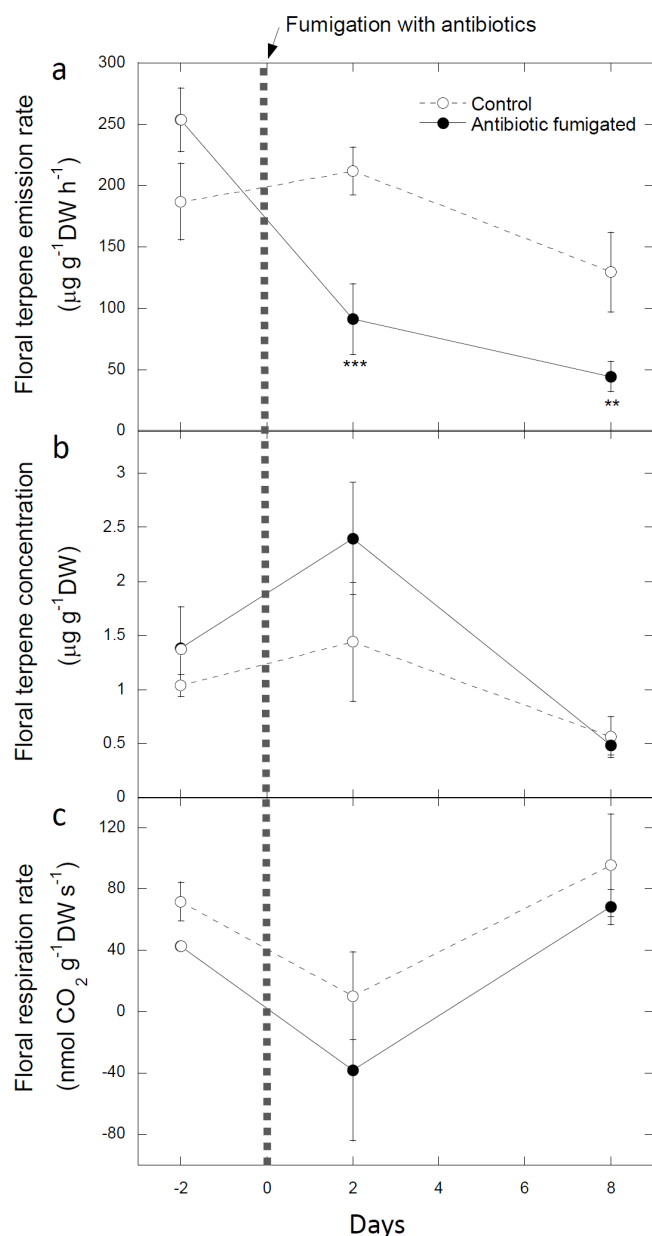 Fumigation with antibiotics
a
300
250
200
150
100
50
0
Floral terpene emission rate
(µg g⁻¹DW h⁻¹)
Control
Antibiotic fumigated
***
**
b
3
2.5
2
1.5
1
0.5
0
Floral terpene concentration
(µg g⁻¹DW)
c
120
80
40
0
-40
-80
Floral respiration rate
(nmol CO₂ g⁻¹DW s⁻¹)
-2 0 2 4 6 8
Days